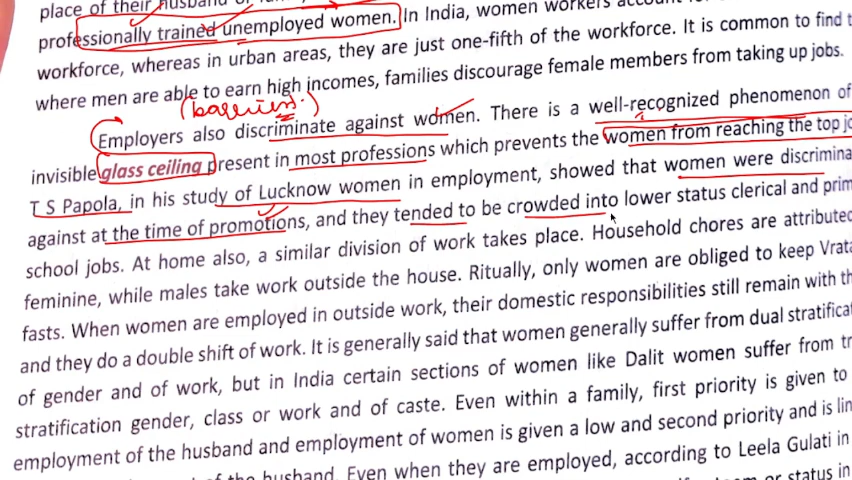 place of their husband or
professionally trained unemployed women. In India, women workers account for
workforce, whereas in urban areas, they are just one-fifth of the workforce. It is common to find
where men are able to earn high incomes, families discourage female members from taking up jobs.
(barriers.)
Employers also discriminate against women. There is a well-recognized phenomenon of
invisible glass ceiling present in most professions which prevents the women from reaching the top
T S Papola, in his study of Lucknow women in employment, showed that women were
against at the time of promotions, and they tended to be crowded into lower status clerical and
school jobs. At home also, a similar division of work takes place. Household chores are
feminine, while males take work outside the house. Ritually, only women are obliged to keep
fasts. When women are employed in outside work, their domestic responsibilities still remain with
and they do a double shift of work. It is generally said that women generally suffer from dual
of gender and of work, but in India certain sections of women like Dalit women suffer from
stratification gender, class or work and of caste. Even within a family, first priority is given to
employment of the husband and employment of women is given a low and second priority and is
of the husband. Even when they are employed, according to Leela Gulati in
or status in